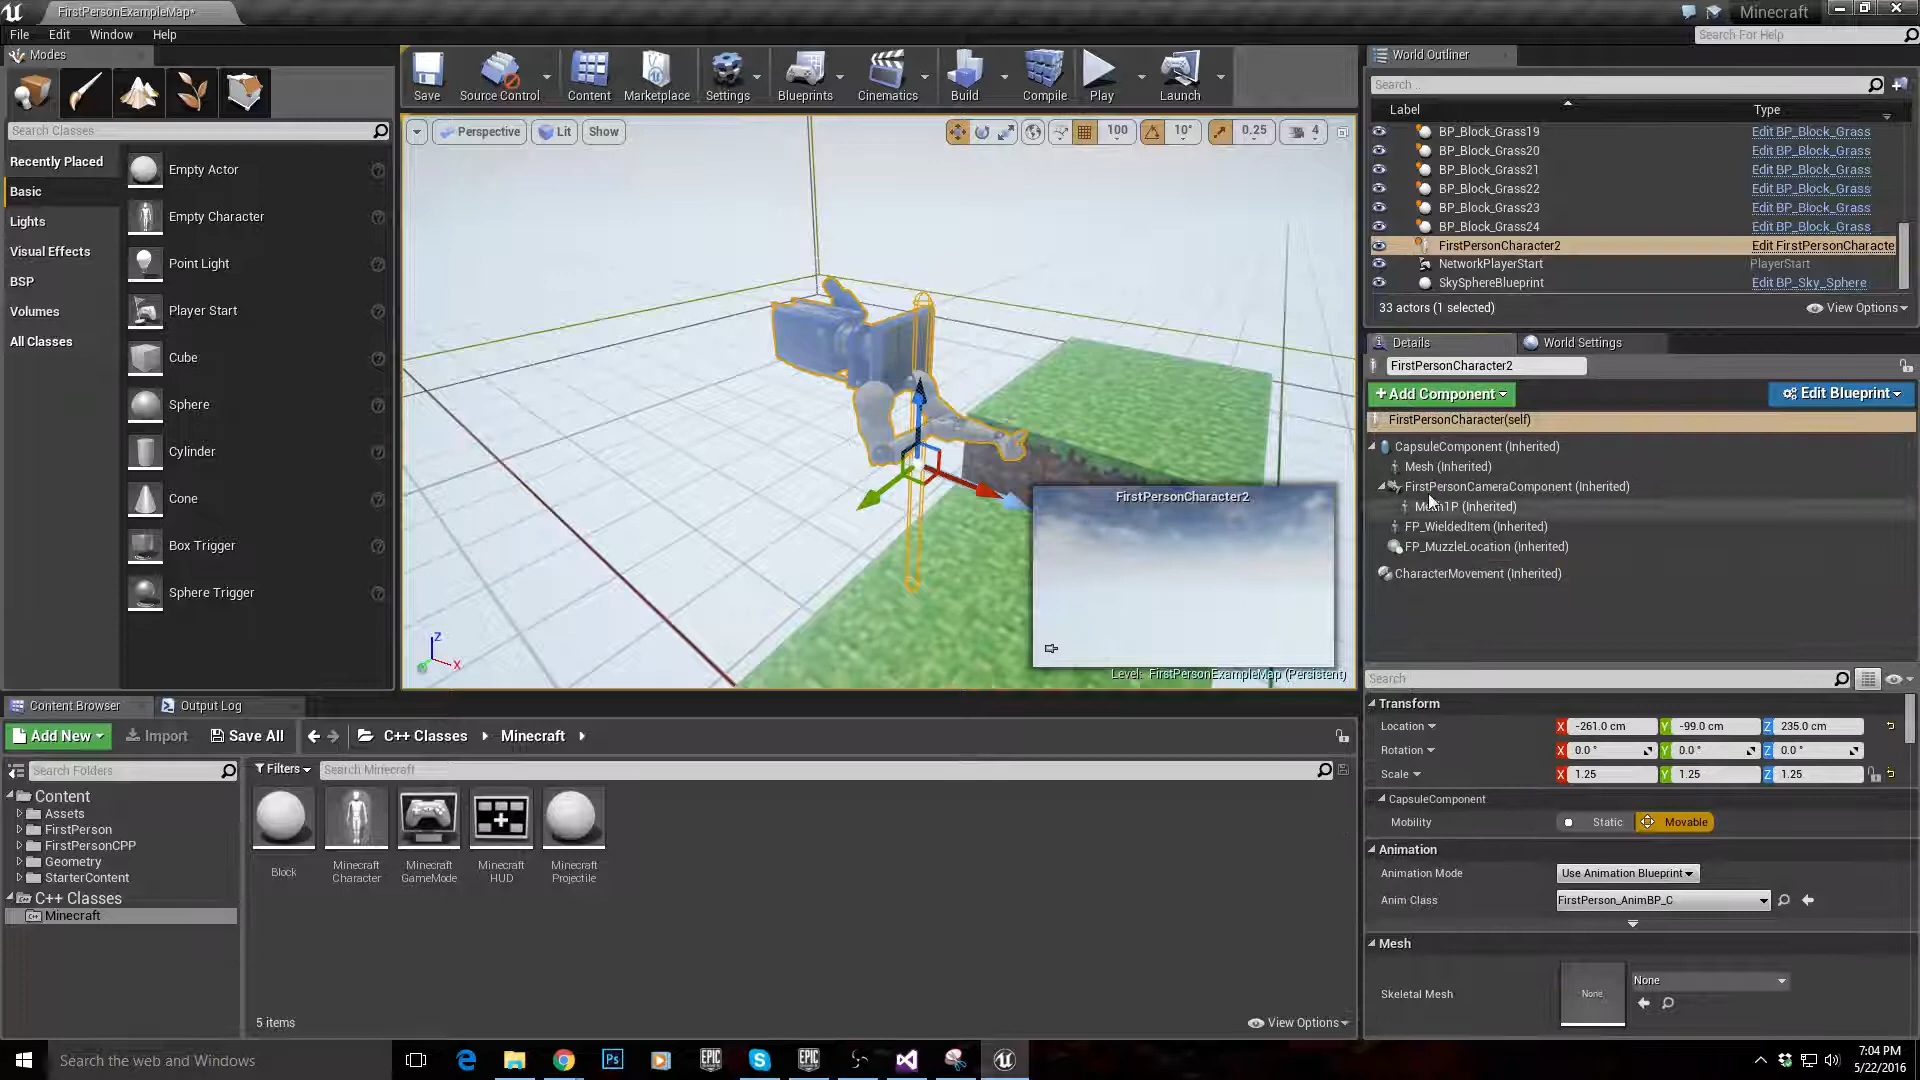 FirstPersonExampleMap*
Minecraft
File Edit Window Help
Search For Help
Modes
Search Classes
Recently Placed
Basic
Lights
Visual Effects
BSP
Volumes
All Classes
Empty Actor
Empty Character
Point Light
Player Start
Cube
Sphere
Cylinder
Cone
Box Trigger
Sphere Trigger
Save
Source Control
Content
Marketplace
Settings
Blueprints
Cinematics
Build
Compile
Play
Launch
Perspective
Lit
Show
100
10°
0.25
4
FirstPersonCharacter2
Z
X
Level: FirstPersonExampleMap (Persistent)
World Outliner
Search...
Label Type
BP_Block_Grass19 Edit BP_Block_Grass
BP_Block_Grass20 Edit BP_Block_Grass
BP_Block_Grass21 Edit BP_Block_Grass
BP_Block_Grass22 Edit BP_Block_Grass
BP_Block_Grass23 Edit BP_Block_Grass
BP_Block_Grass24 Edit BP_Block_Grass
FirstPersonCharacter2 Edit FirstPersonCharacte
NetworkPlayerStart PlayerStart
SkySphereBlueprint Edit BP_Sky_Sphere
33 actors (1 selected)
View Options
Details
World Settings
FirstPersonCharacter2
+Add Component
Edit Blueprint
FirstPersonCharacter(self)
CapsuleComponent (Inherited)
Mesh (Inherited)
FirstPersonCameraComponent (Inherited)
Mesh1P (Inherited)
FP_WieldedItem (Inherited)
FP_MuzzleLocation (Inherited)
CharacterMovement (Inherited)
Search
Transform
Location X -261.0 cm Y -99.0 cm Z 235.0 cm
Rotation X 0.0 ° Y 0.0 ° Z 0.0 °
Scale X 1.25 Y 1.25 Z 1.25
CapsuleComponent
Mobility Static Movable
Animation
Animation Mode Use Animation Blueprint
Anim Class FirstPerson_AnimBP_C
Mesh
Skeletal Mesh None None
Content Browser
Output Log
Add New
Import
Save All
C++ Classes
Minecraft
Search Folders
Filters
Search Minecraft
Content
Assets
FirstPerson
FirstPersonCPP
Geometry
StarterContent
C++ Classes
Minecraft
Block
Minecraft Character
Minecraft GameMode
Minecraft HUD
Minecraft Projectile
5 items
View Options
Search the web and Windows
Ps
EPIC
EPIC
7:04 PM
5/22/2016